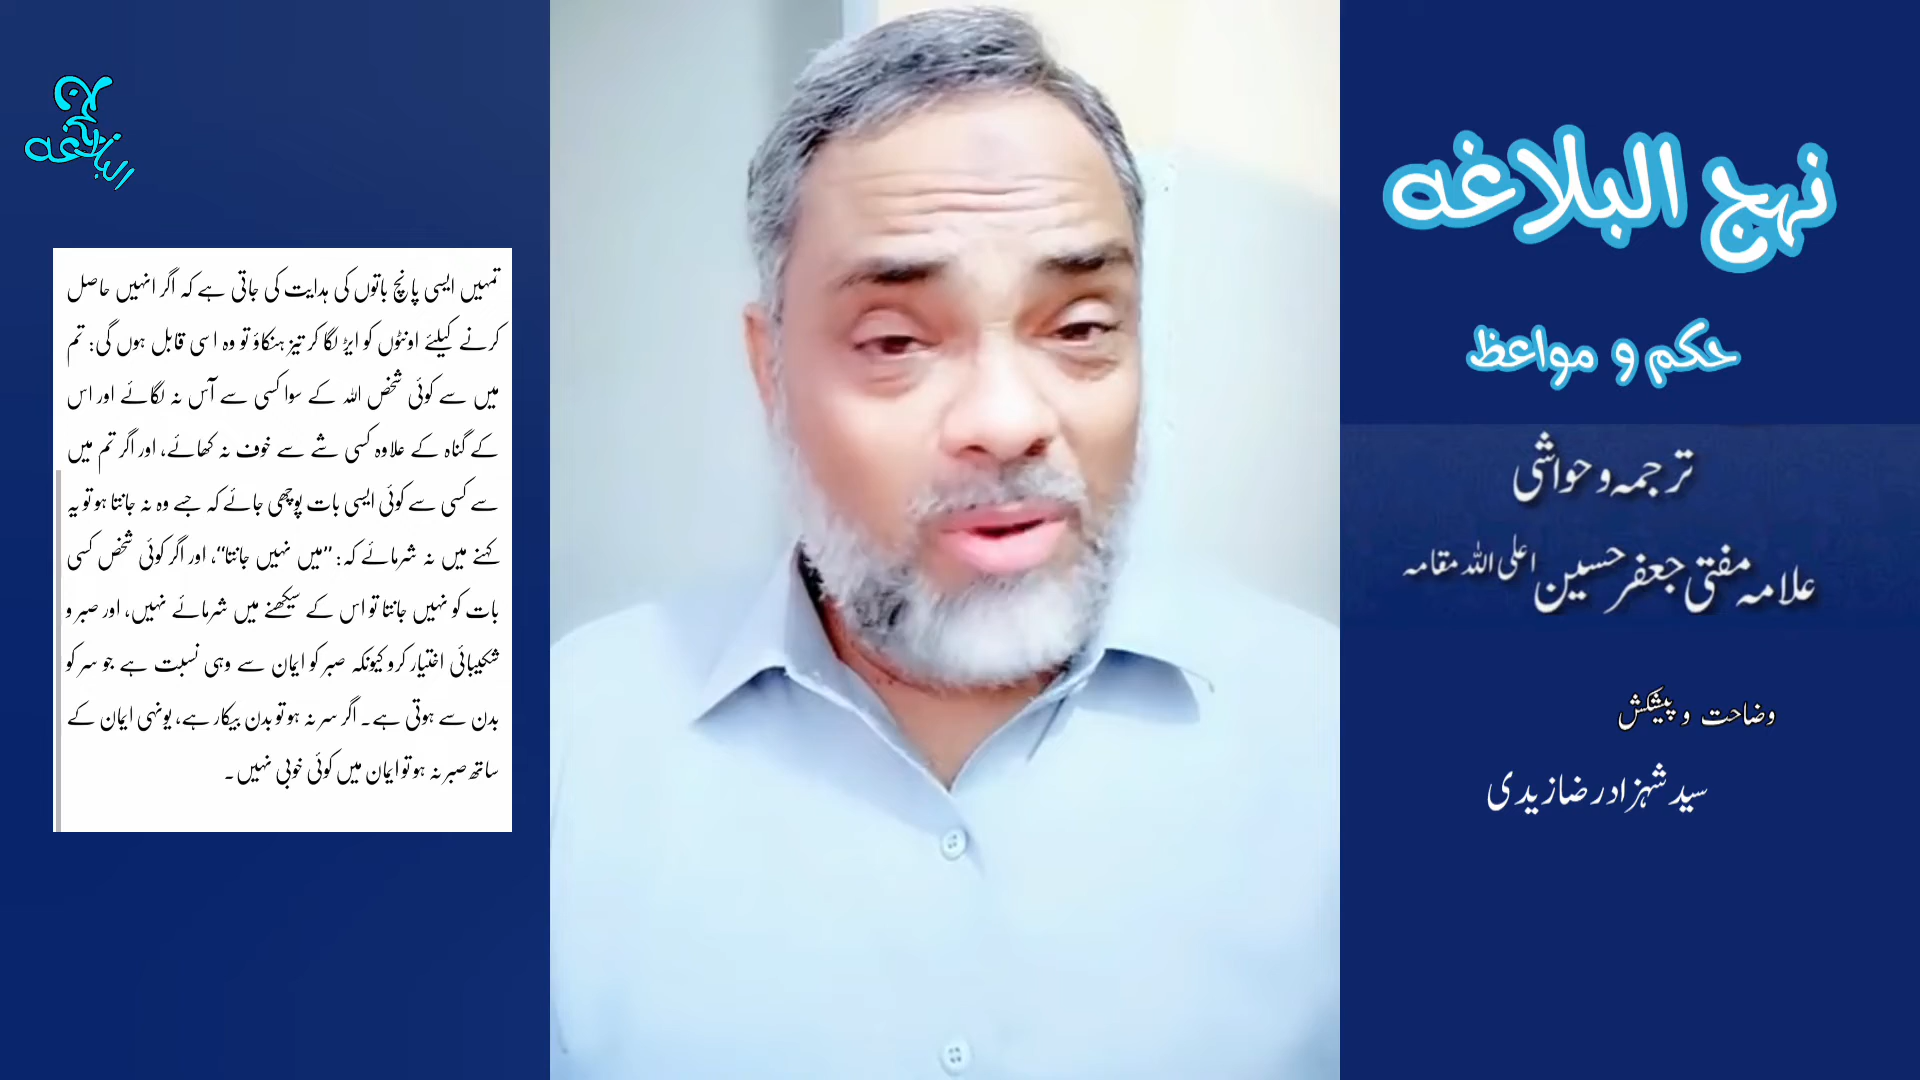 نہج البلاغہ
تمہیں ایسی پانچ باتوں کی ہدایت کی جاتی ہے کہ اگر انہیں حاصل
کرنے کیلئے اونٹوں کو ایڑ لگا کر تیز ہنکاؤ تو وہ اسی قابل ہوں گی: تم
میں سے کوئی شخص اللہ کے سوا کسی سے آس نہ لگائے اور اس
کے گناہ کے علاوہ کسی شے سے خوف نہ کھائے، اور اگر تم میں
سے کسی سے کوئی ایسی بات پوچھی جائے کہ جسے وہ نہ جانتا ہو تو یہ
کہنے میں نہ شرمائے کہ: ’’میں نہیں جانتا‘‘، اور اگر کوئی شخص کسی
بات کو نہیں جانتا تو اس کے سیکھنے میں شرمائے نہیں، اور صبر و
شکیبائی اختیار کرو کیونکہ صبر کو ایمان سے وہی نسبت ہے جو سر کو
بدن سے ہوتی ہے۔ اگر سر نہ ہو تو بدن بیکار ہے، یونہی ایمان کے
ساتھ صبر نہ ہو تو ایمان میں کوئی خوبی نہیں۔
نہج البلاغہ
حکم و مواعظ
ترجمہ و حواشی
علامہ مفتی جعفر حسین اعلی اللہ مقامہ
وضاحت و پیشکش
سید شہزاد رضا زیدی